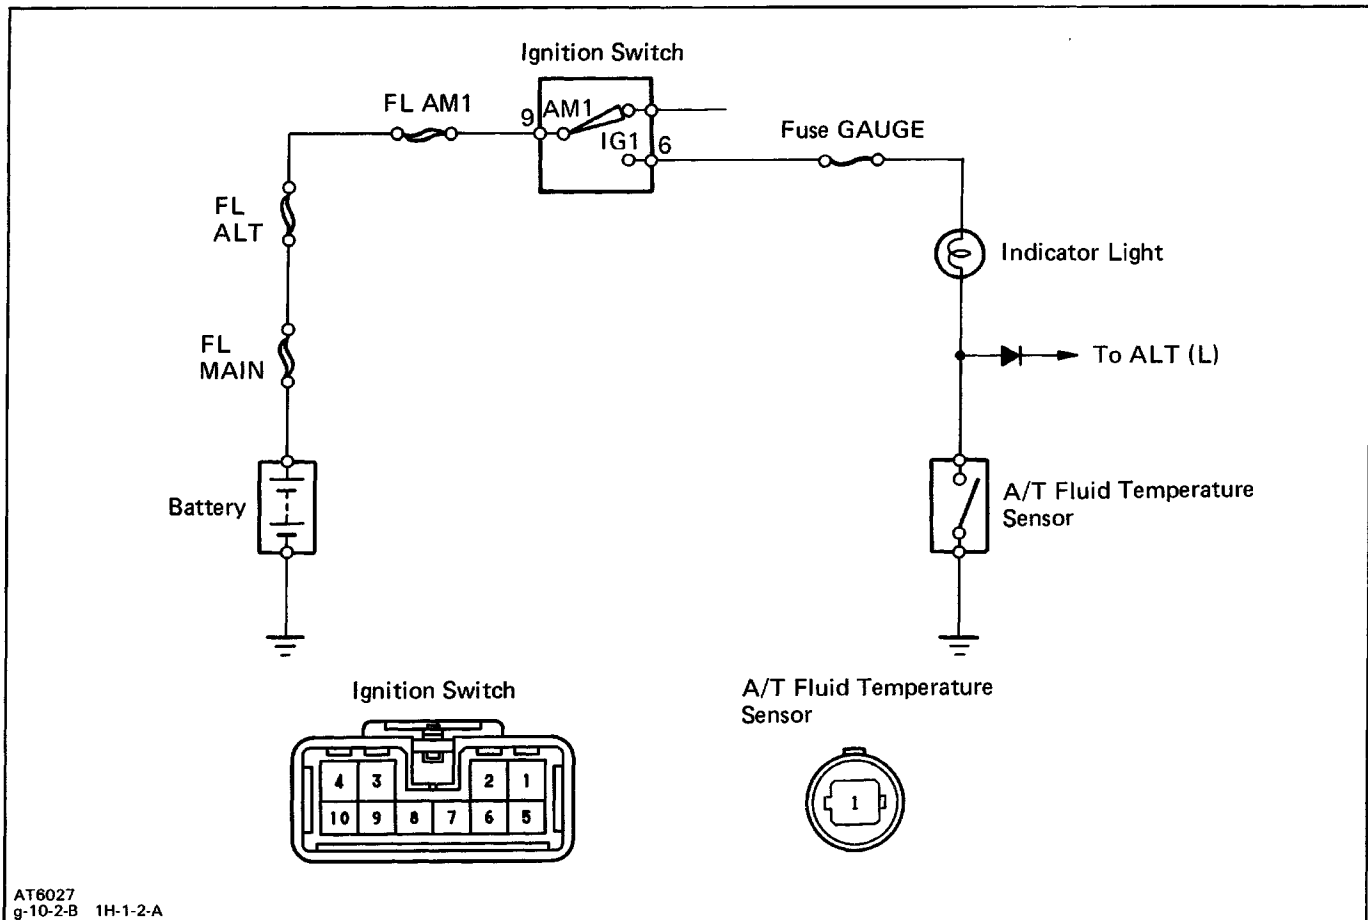 Ignition Switch
FL AM1
9
AM1
IG1
6
Fuse GAUGE
FL
ALT
Indicator Light
FL
MAIN
To ALT (L)
Battery
A/T Fluid Temperature
Sensor
Ignition Switch
A/T Fluid Temperature
Sensor
4 3 2 1
10 9 8 7 6 5
1
AT6027
g-10-2-B 1H-1-2-A